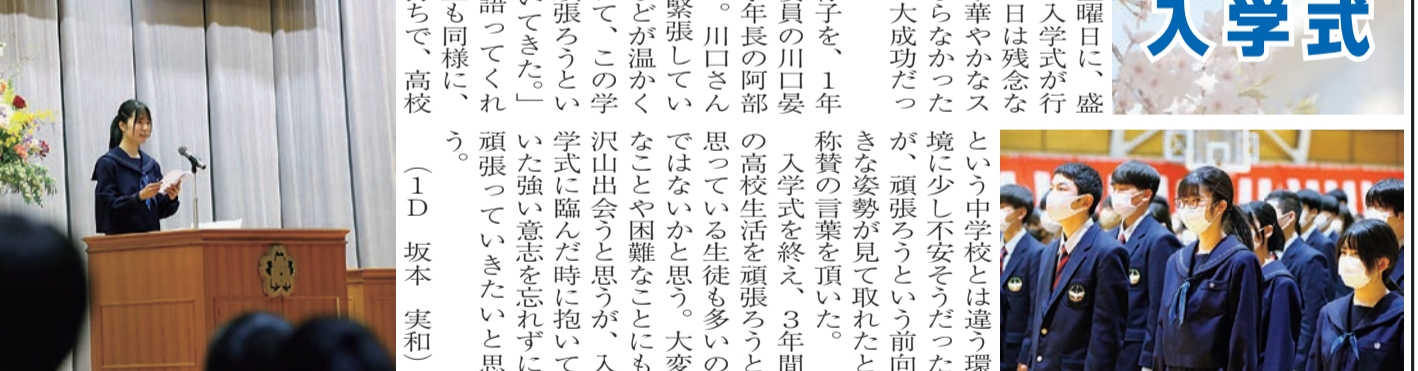 入学式
曜日に、盛
入学式が行
日は残念な
華やかなス
らなかった
大成功だっ
子を、1年
員の川口晏
年長の阿部
。川口さん
緊張してい
どが温かく
て、この学
張ろうとい
いてきた。」
語ってくれ
も同様に、
ちで、高校
という中学校とは違う環
境に少し不安そうだった
が、頑張ろうという前向
きな姿勢が見て取れたと
称賛の言葉を頂いた。
入学式を終え、3年間
の高校生活を頑張ろうと
思っている生徒も多いの
ではないかと思う。大変
なことや困難なことにも
沢山出会うと思うが、入
学式に臨んだ時に抱いて
いた強い意志を忘れずに
頑張っていきたいと思
う。
(1D 坂本 実和)